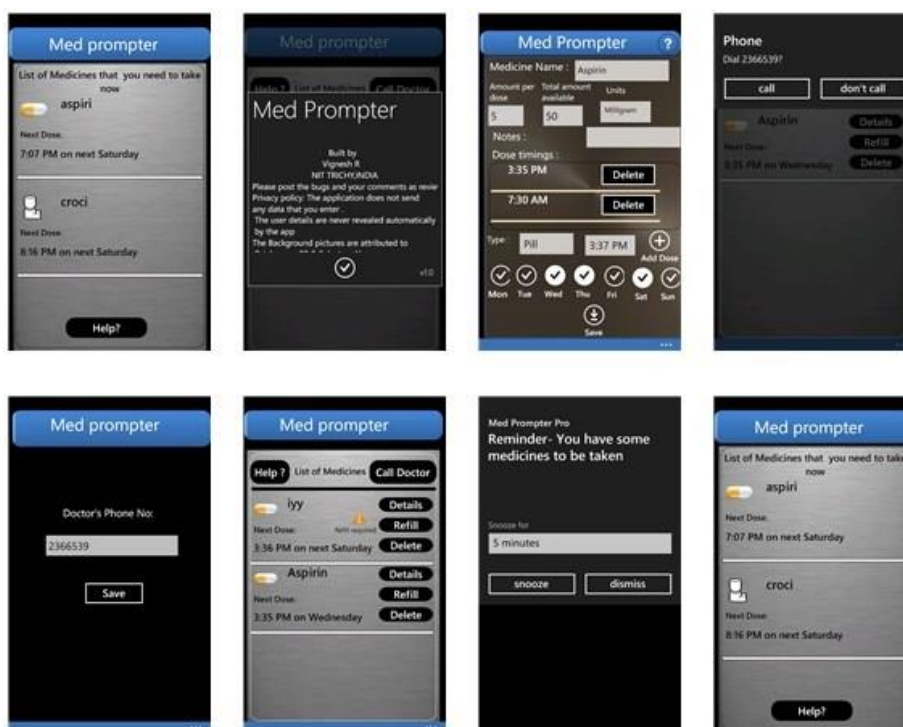 Med prompter
List of Medicines that you need to take
now
aspiri
Next Dose:
7:07 PM on next Saturday
croci
Next Dose:
8:16 PM on next Saturday
Help?
Med prompter
Help ? List of Medicines Call Doctor
Med Prompter
Built by
Vignesh R
NIT TRICHY,INDIA
Please post the bugs and your comments as revie
Privacy policy: The application does not send
any data that you enter .
The user details are never revealed automatically
by the app
The Background pictures are attributed to
v1.0
Med Prompter ?
Medicine Name : Aspirin
Amount per dose Total amount available Units
5 50 Milligram
Notes :
Dose timings :
3:35 PM Delete
7:30 AM Delete
Type: Pill 3:37 PM Add Dose
Mon Tue Wed Thu Fri Sat Sun
Save
Phone
Dial 2366539?
call don't call
Aspirin Details
Next Dose: Refill
3:35 PM on Wednesday Delete
Med prompter
Doctor's Phone No:
2366539
Save
Med prompter
Help ? List of Medicines Call Doctor
iyy Details
Next Dose: Refill required Refill
3:36 PM on next Saturday Delete
Aspirin Details
Next Dose: Refill
3:35 PM on Wednesday Delete
Med Prompter Pro
Reminder- You have some
medicines to be taken
Snooze for
5 minutes
snooze dismiss
Med prompter
List of Medicines that you need to take
now
aspiri
Next Dose:
7:07 PM on next Saturday
croci
Next Dose:
8:16 PM on next Saturday
Help?